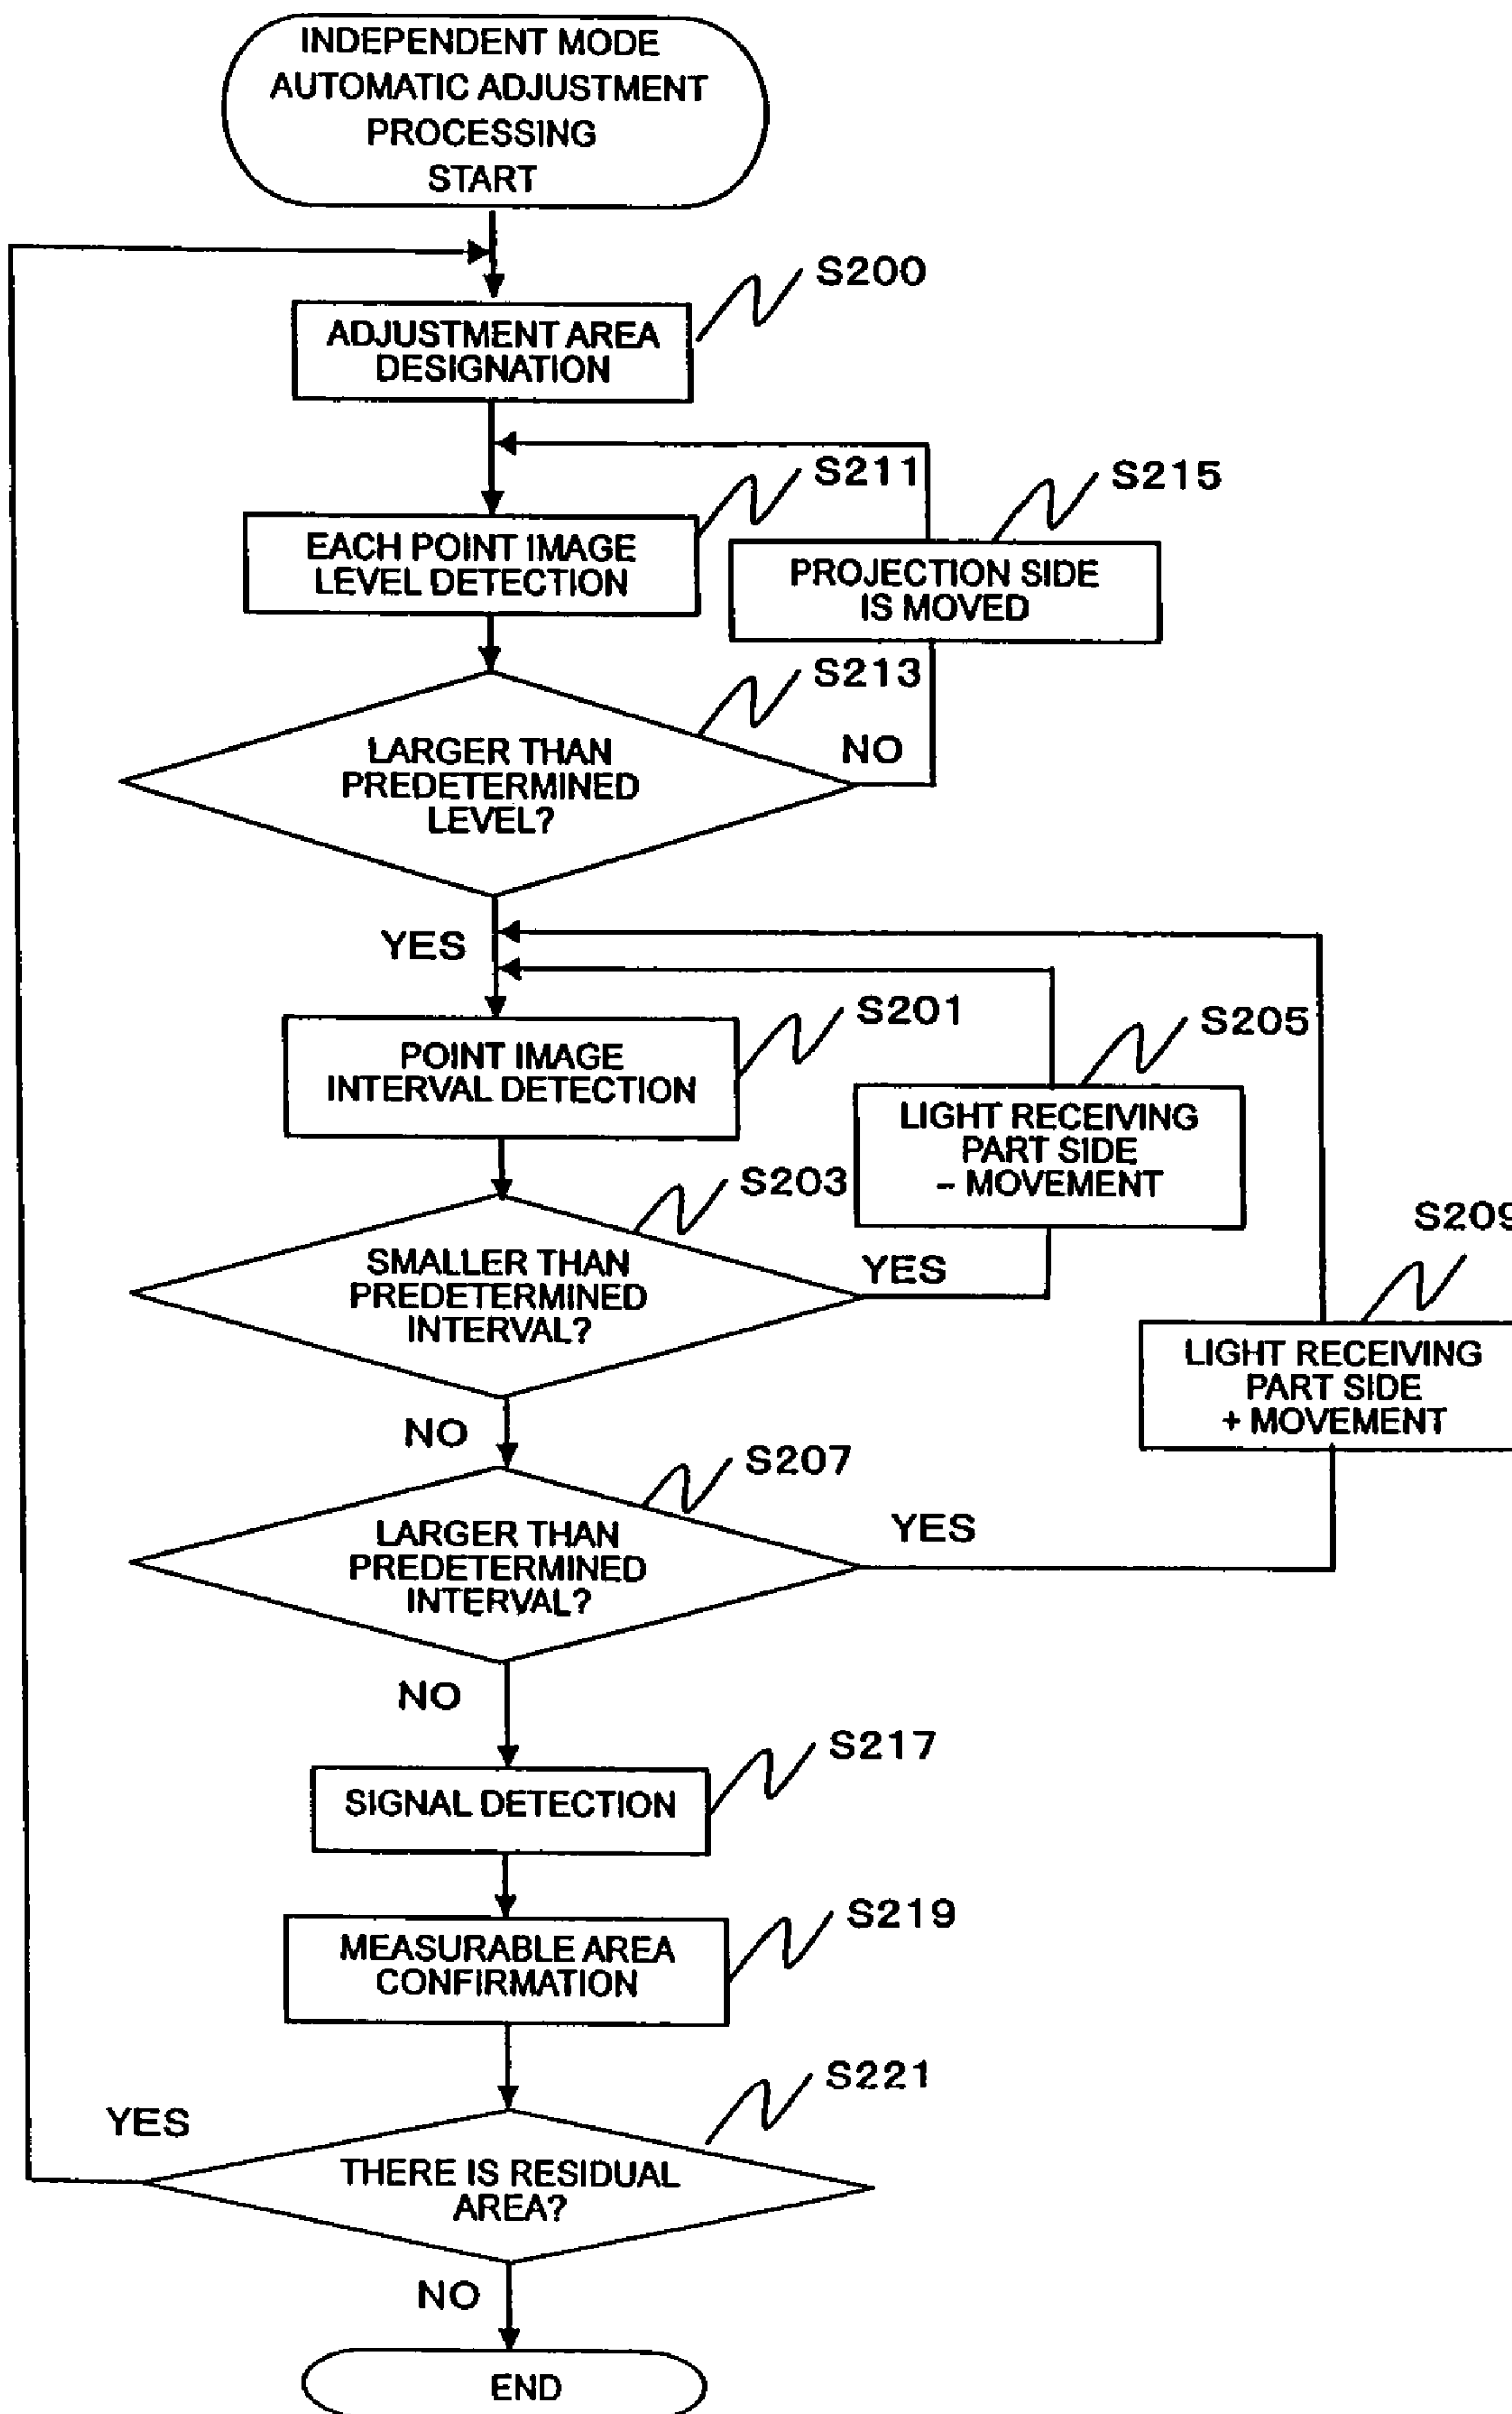 INDEPENDENT MODE
AUTOMATIC ADJUSTMENT
PROCESSING
START
S200
ADJUSTMENT AREA
DESIGNATION
S211
EACH POINT IMAGE
LEVEL DETECTION
S215
PROJECTION SIDE
IS MOVED
S213
LARGER THAN
PREDETERMINED
LEVEL?
NO
YES
S201
POINT IMAGE
INTERVAL DETECTION
S205
LIGHT RECEIVING
PART SIDE
– MOVEMENT
S203
SMALLER THAN
PREDETERMINED
INTERVAL?
YES
S209
LIGHT RECEIVING
PART SIDE
+ MOVEMENT
NO
S207
LARGER THAN
PREDETERMINED
INTERVAL?
YES
NO
S217
SIGNAL DETECTION
S219
MEASURABLE AREA
CONFIRMATION
S221
YES
THERE IS RESIDUAL
AREA?
NO
END